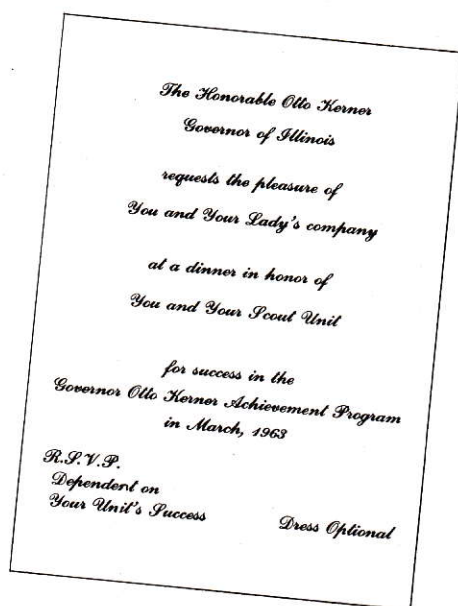 The Honorable Otto Kerner
Governor of Illinois
requests the pleasure of
You and Your Lady's company
at a dinner in honor of
You and Your Scout Unit
for success in the
Governor Otto Kerner Achievement Program
in March, 1963
R.S.V.P.
Dependent on
Your Unit's Success
Dress Optional